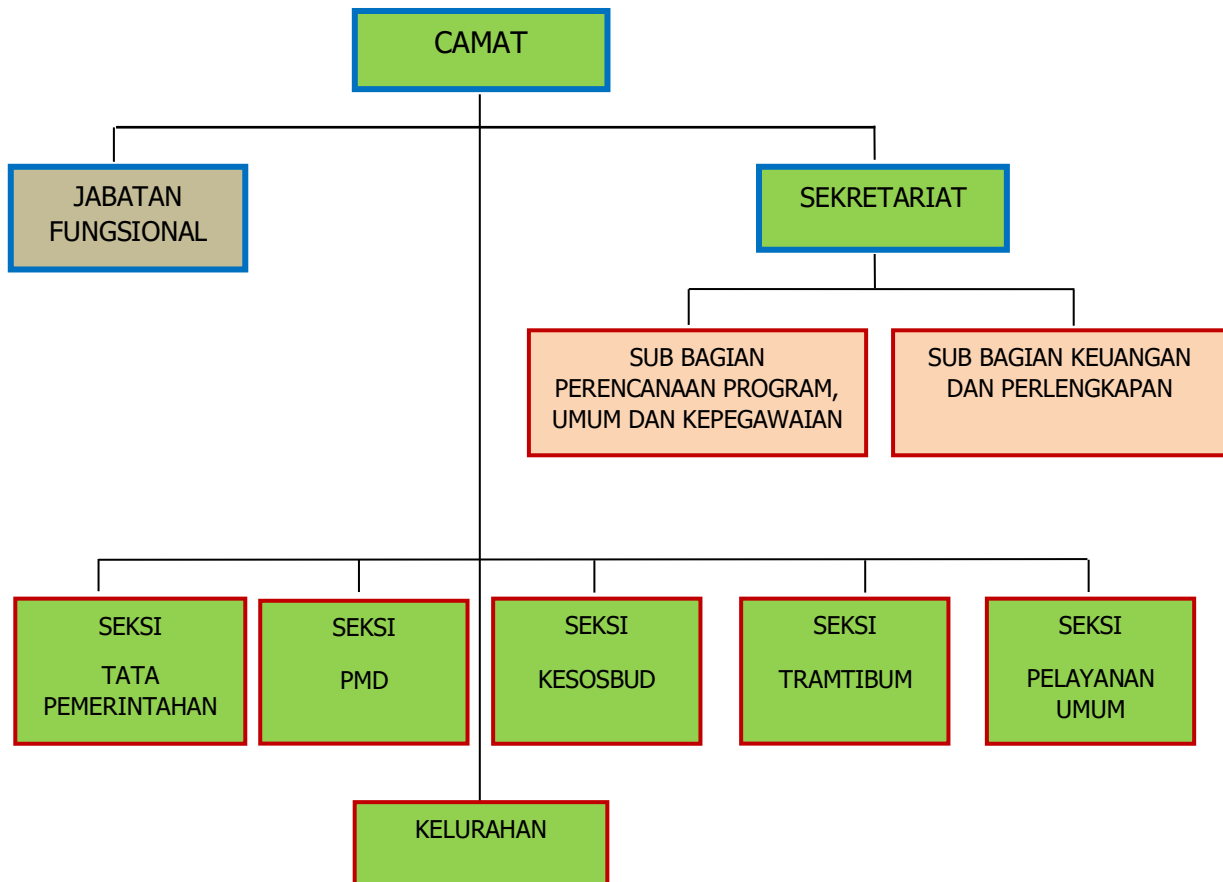 CAMAT
JABATAN
FUNGSIONAL
SEKRETARIAT
SUB BAGIAN
PERENCANAAN PROGRAM,
UMUM DAN KEPEGAWAIAN
SUB BAGIAN KEUANGAN
DAN PERLENGKAPAN
SEKSI
TATA
PEMERINTAHAN
SEKSI
PMD
SEKSI
KESOSBUD
SEKSI
TRAMTIBUM
SEKSI
PELAYANAN
UMUM
KELURAHAN